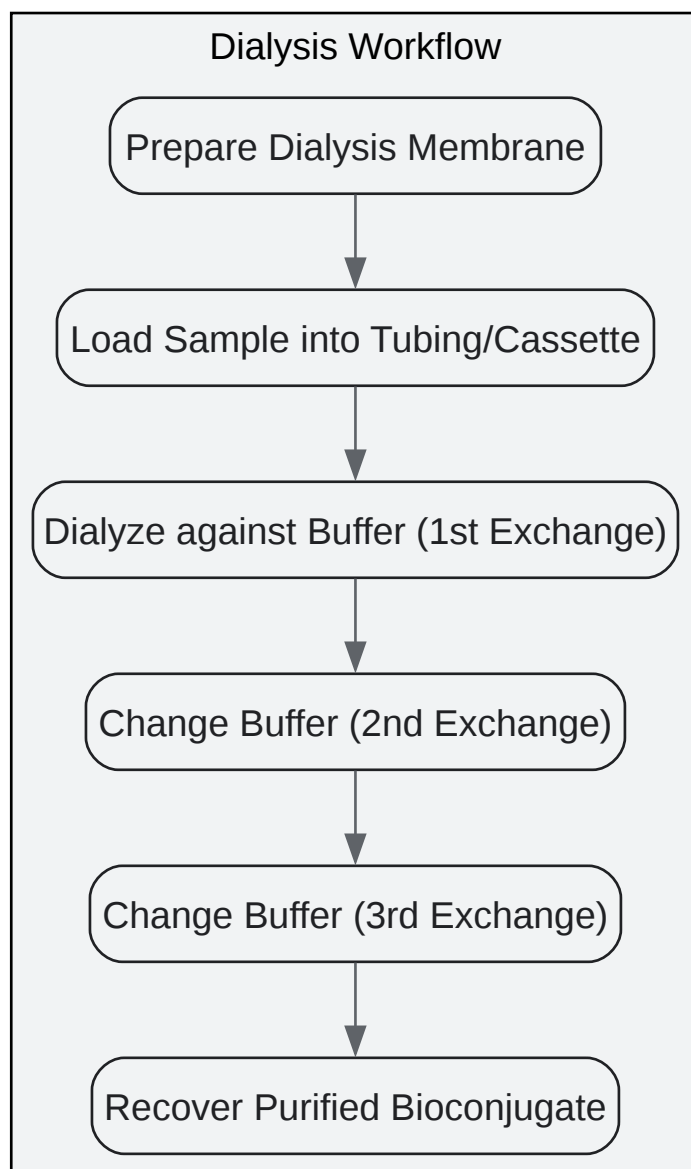 Dialysis Workflow
Prepare Dialysis Membrane
Load Sample into Tubing/Cassette
Dialyze against Buffer (1st Exchange)
Change Buffer (2nd Exchange)
Change Buffer (3rd Exchange)
Recover Purified Bioconjugate